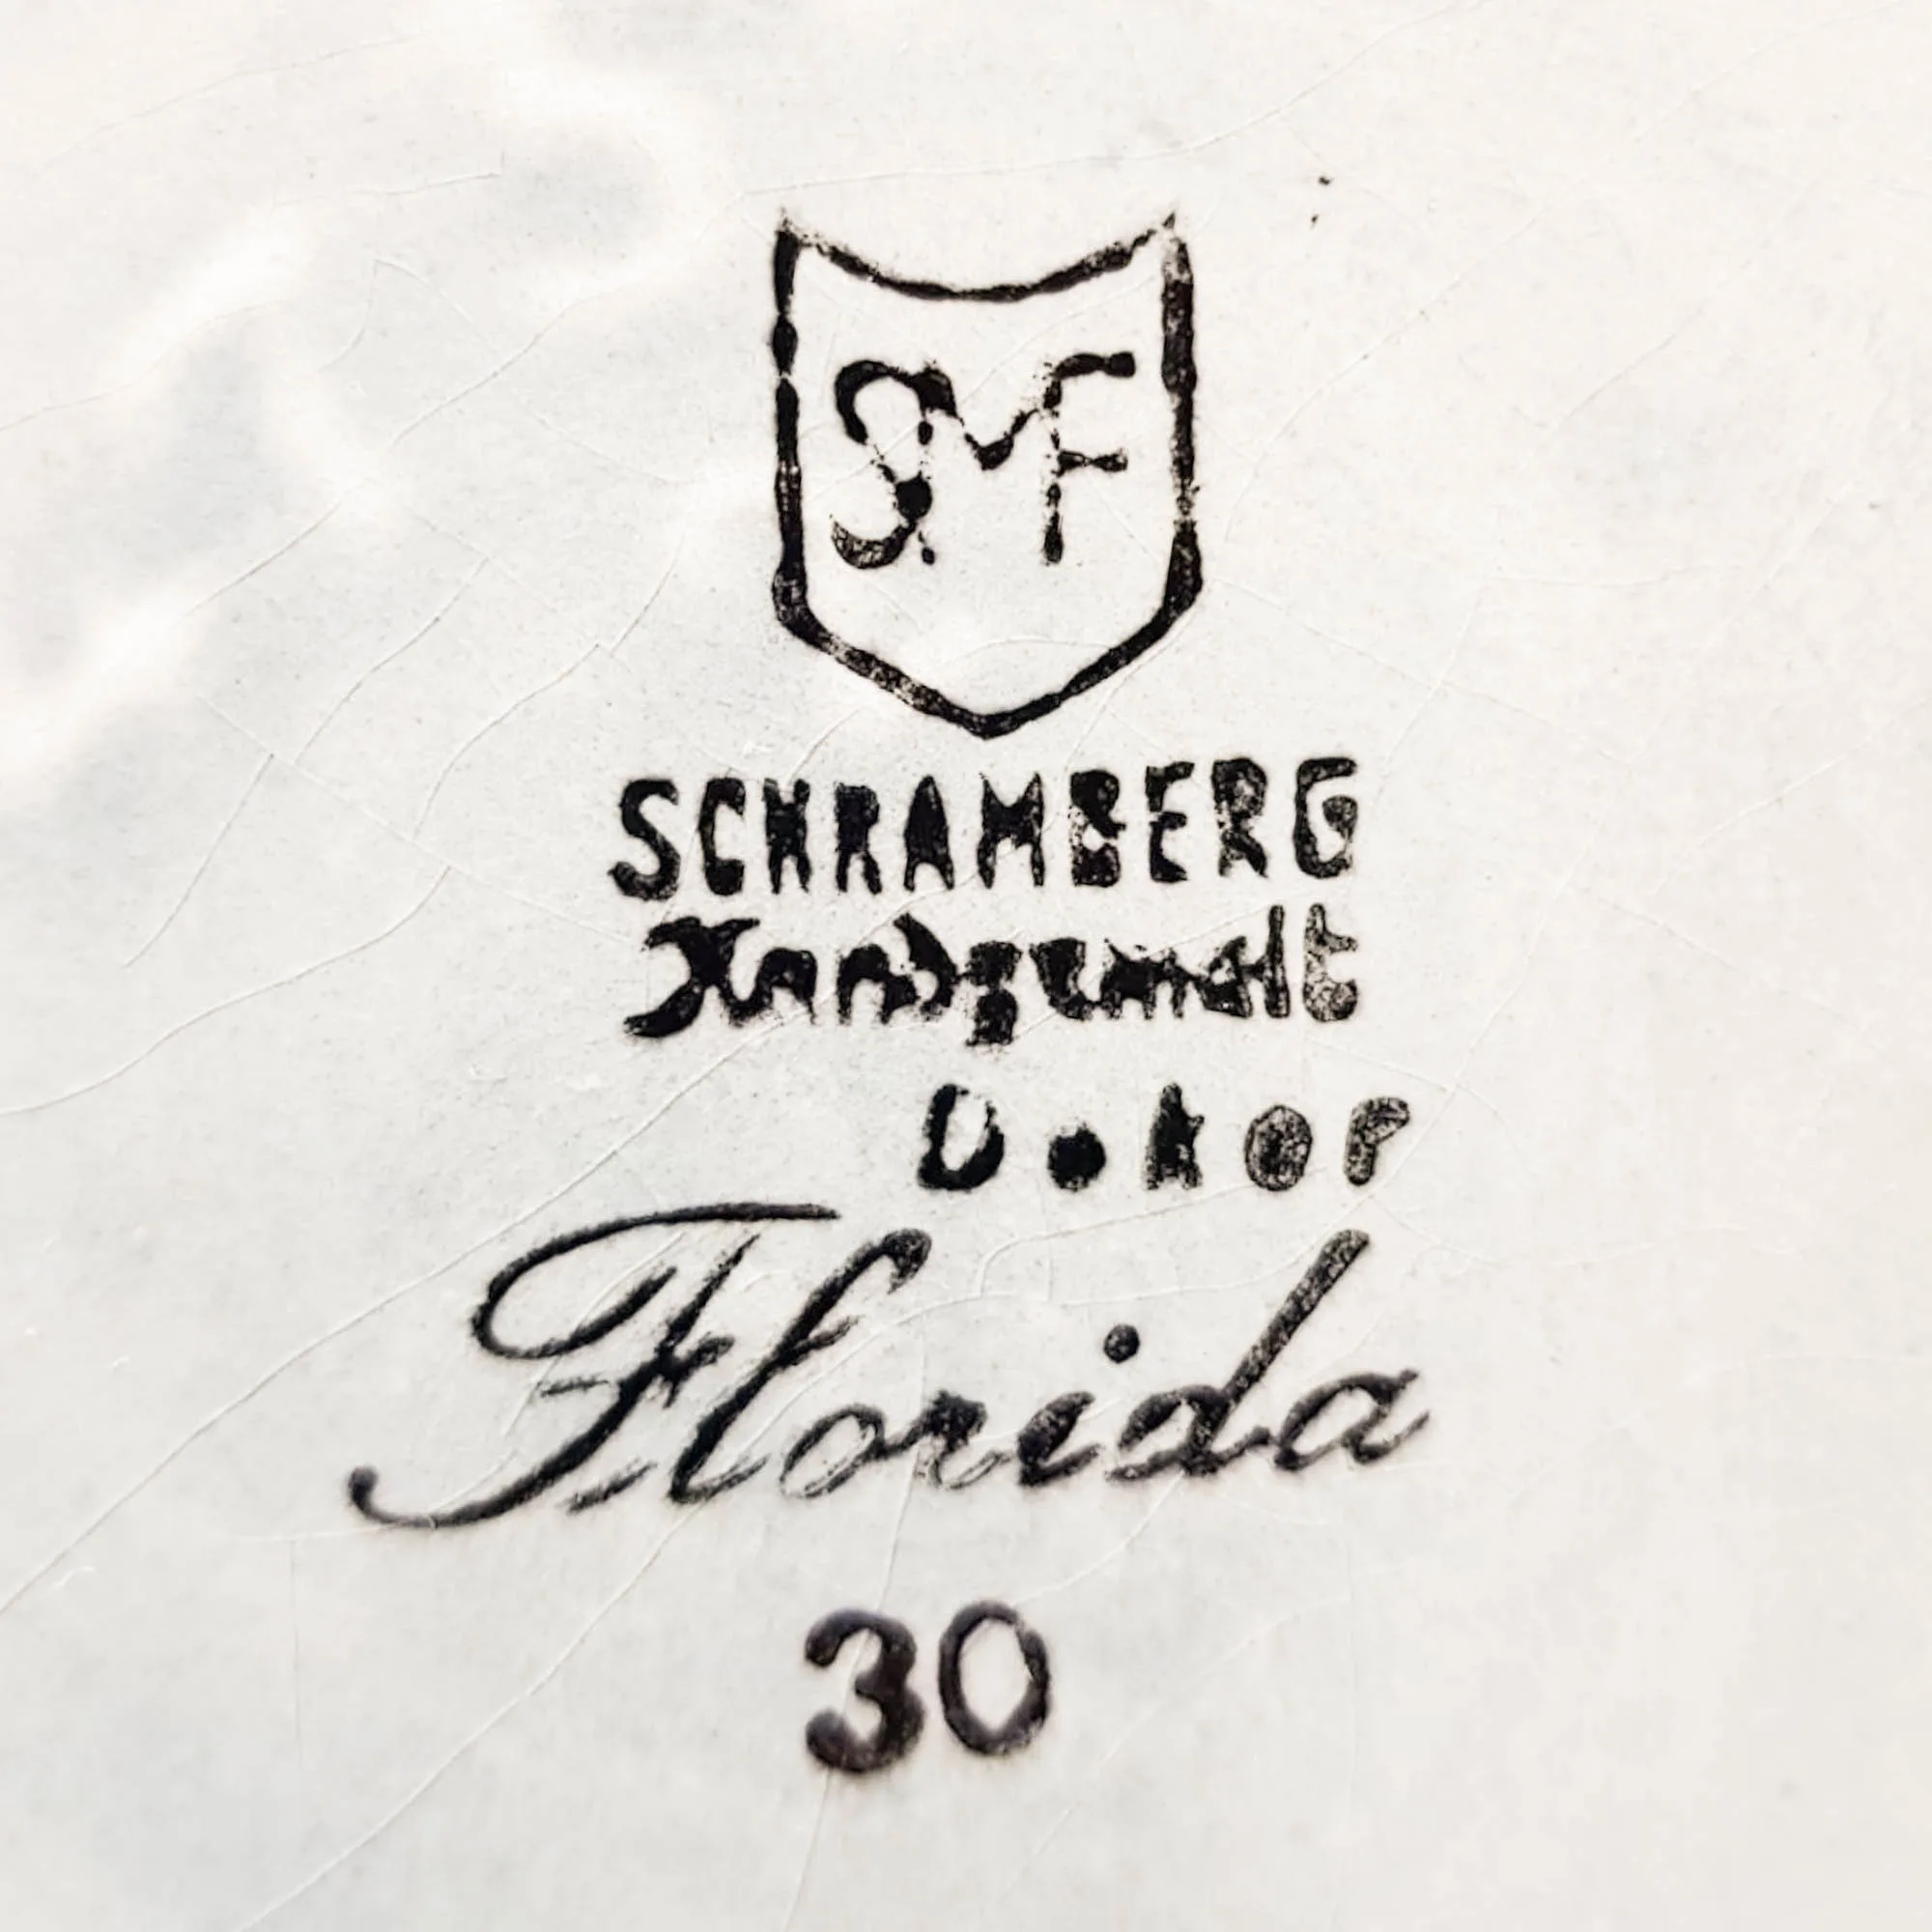 SMF
SCHRAMBERG
Handgemalt
Dekor
Florida
30